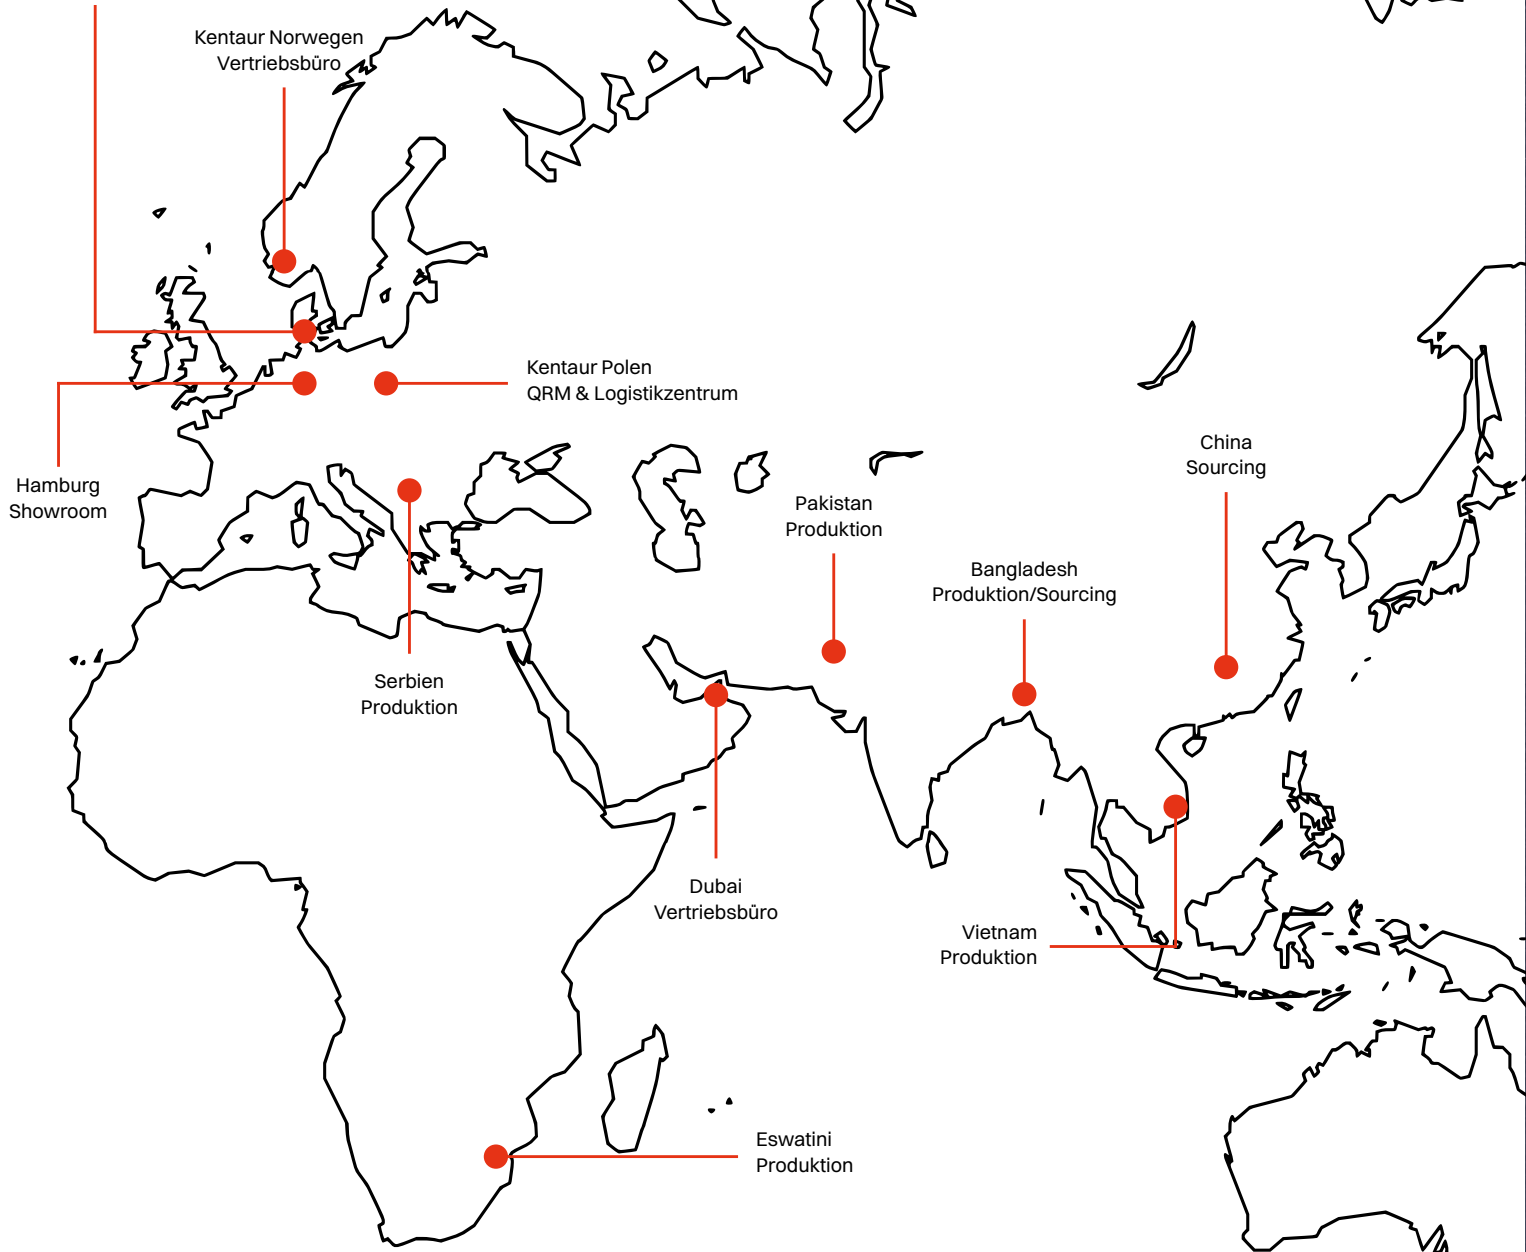 Kentaur Norwegen
Vertriebsbüro
Kentaur Polen
QRM & Logistikzentrum
Hamburg
Showroom
China
Sourcing
Pakistan
Produktion
Bangladesh
Produktion/Sourcing
Serbien
Produktion
Dubai
Vertriebsbüro
Vietnam
Produktion
Eswatini
Produktion